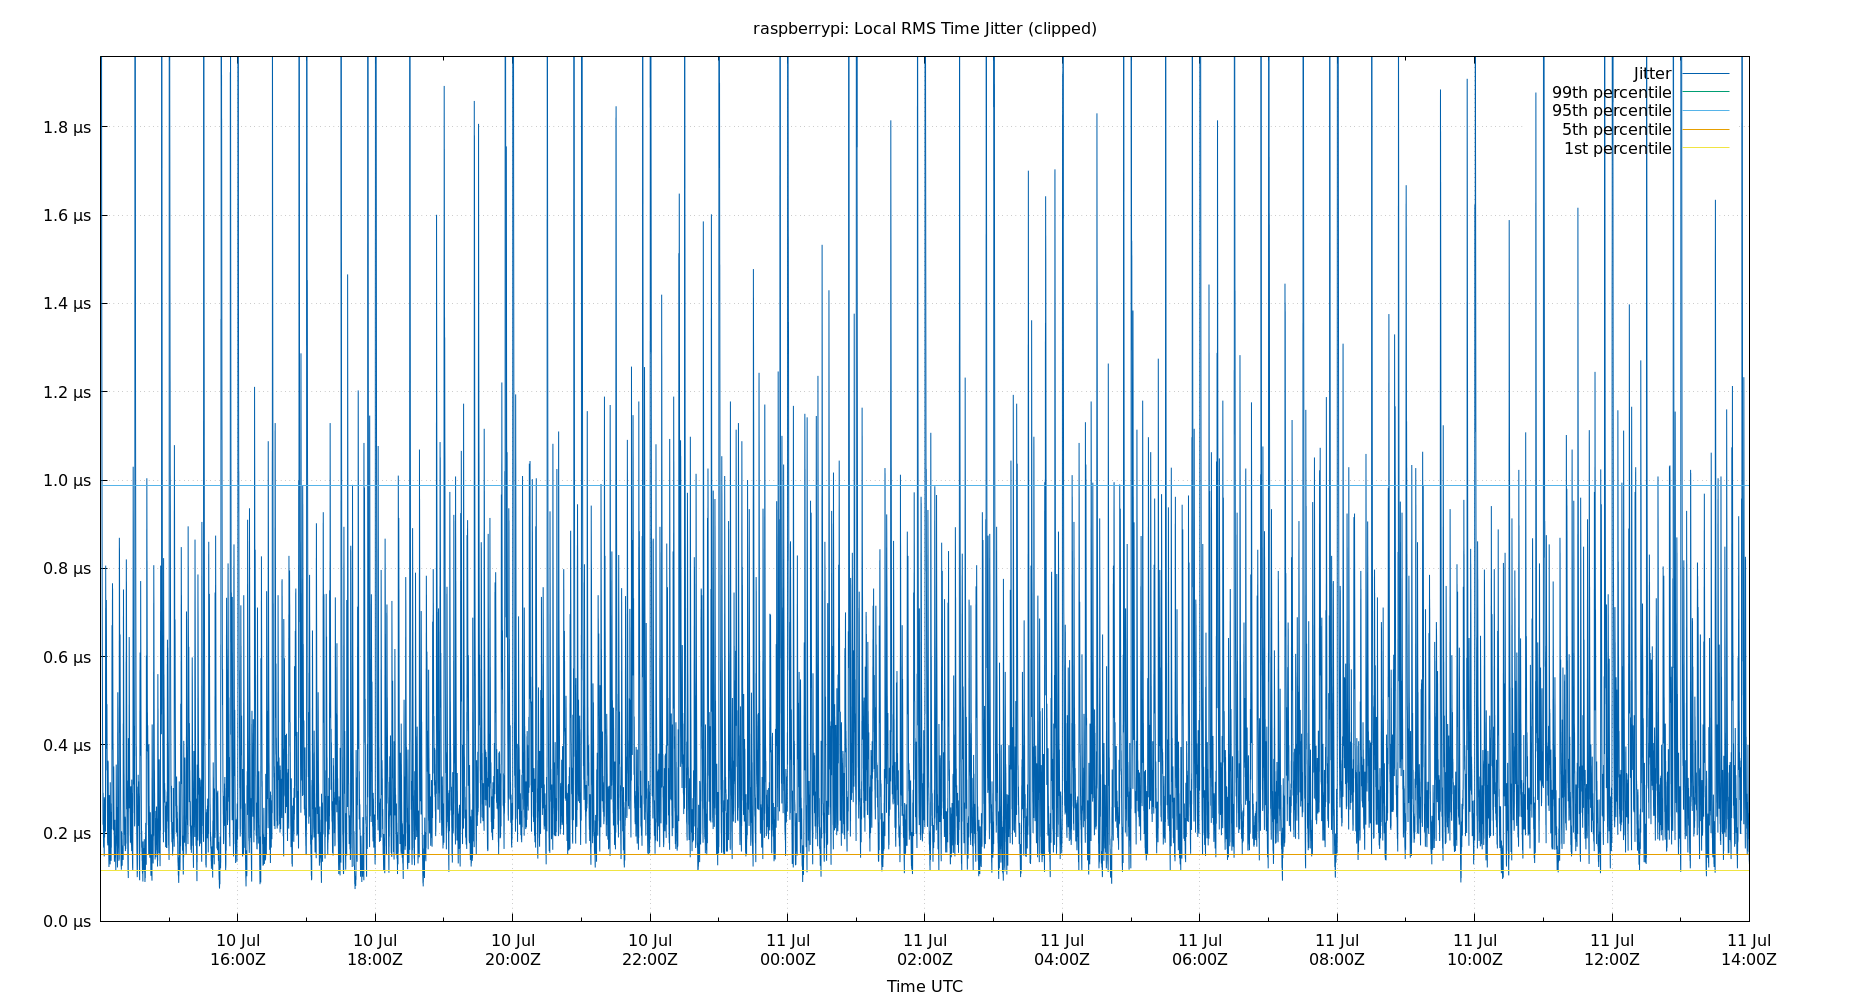 raspberrypi: Local RMS Time Jitter (clipped)
Jitter
99th percentile
95th percentile
5th percentile
1st percentile
1.8 µs
1.6 µs
1.4 µs
1.2 µs
1.0 µs
0.8 µs
0.6 µs
0.4 µs
0.2 µs
0.0 µs
10 Jul 10 Jul 10 Jul 10 Jul 11 Jul 11 Jul 11 Jul 11 Jul 11 Jul 11 Jul 11 Jul 11 Jul
16:00Z 18:00Z 20:00Z 22:00Z 00:00Z 02:00Z 04:00Z 06:00Z 08:00Z 10:00Z 12:00Z 14:00Z
Time UTC